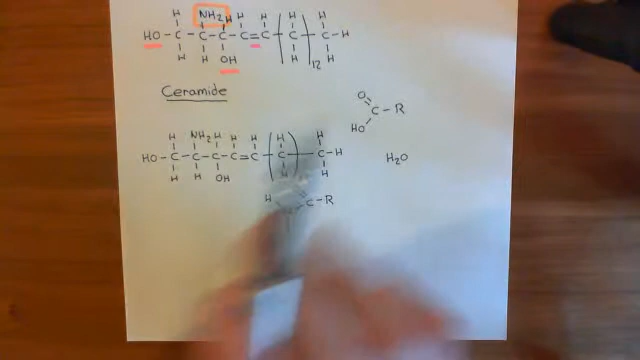 H NH₂ H H H H H
HO-C-C-C-C=C-(C)-C-H
H H OH H 12 H
Ceramide
O
C-R
HO
H NH₂ H H H H H
HO-C-C-C-C=C-(C)-C-H
H H OH H H
H₂O
H C-R